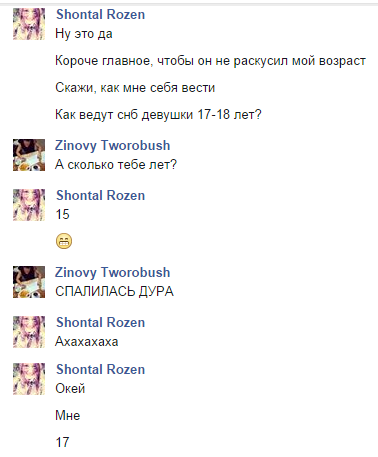 Shontal Rozen
Ну это да
Короче главное, чтобы он не раскусил мой возраст
Скажи, как мне себя вести
Как ведут снб девушки 17-18 лет?
Zinovy Tworobush
А сколько тебе лет?
Shontal Rozen
15
Zinovy Tworobush
СПАЛИЛАСЬ ДУРА
Shontal Rozen
Ахахахаха
Shontal Rozen
Окей
Мне
17